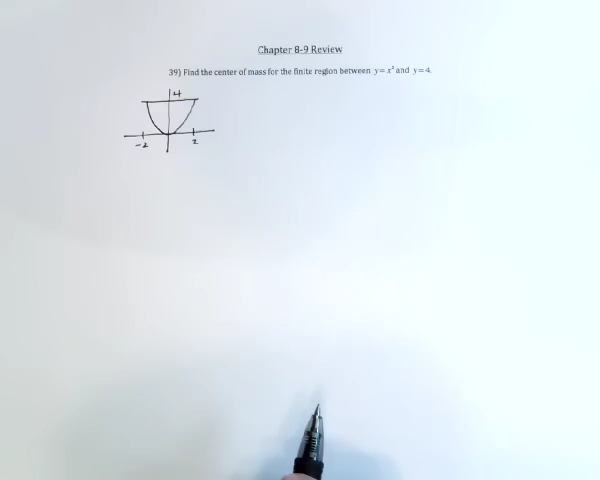 Chapter 8-9 Review
39) Find the center of mass for the finite region between y = x² and y = 4.
4
-2 2